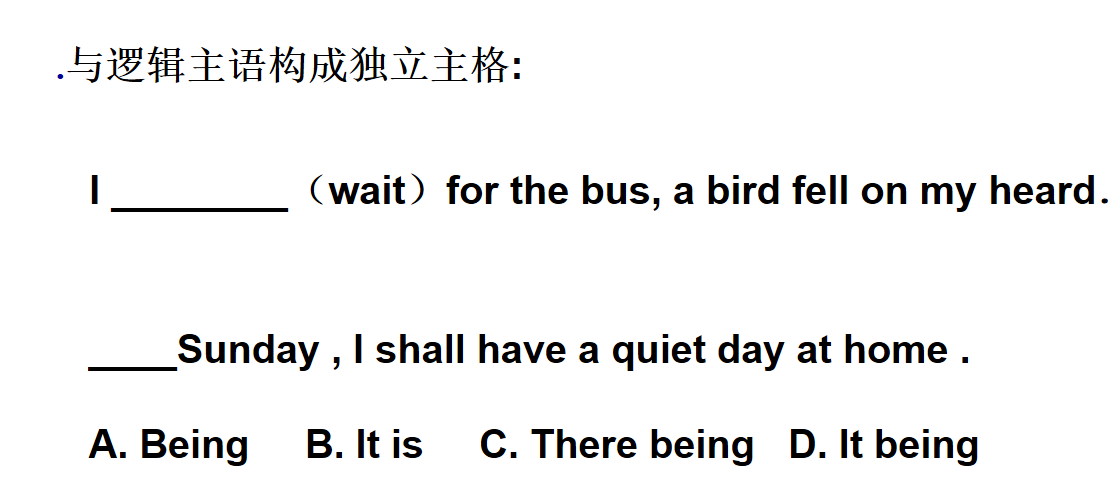 .与逻辑主语构成独立主格:
I ________ （wait）for the bus, a bird fell on my heard.
____Sunday , I shall have a quiet day at home .
A. Being B. It is C. There being D. It being